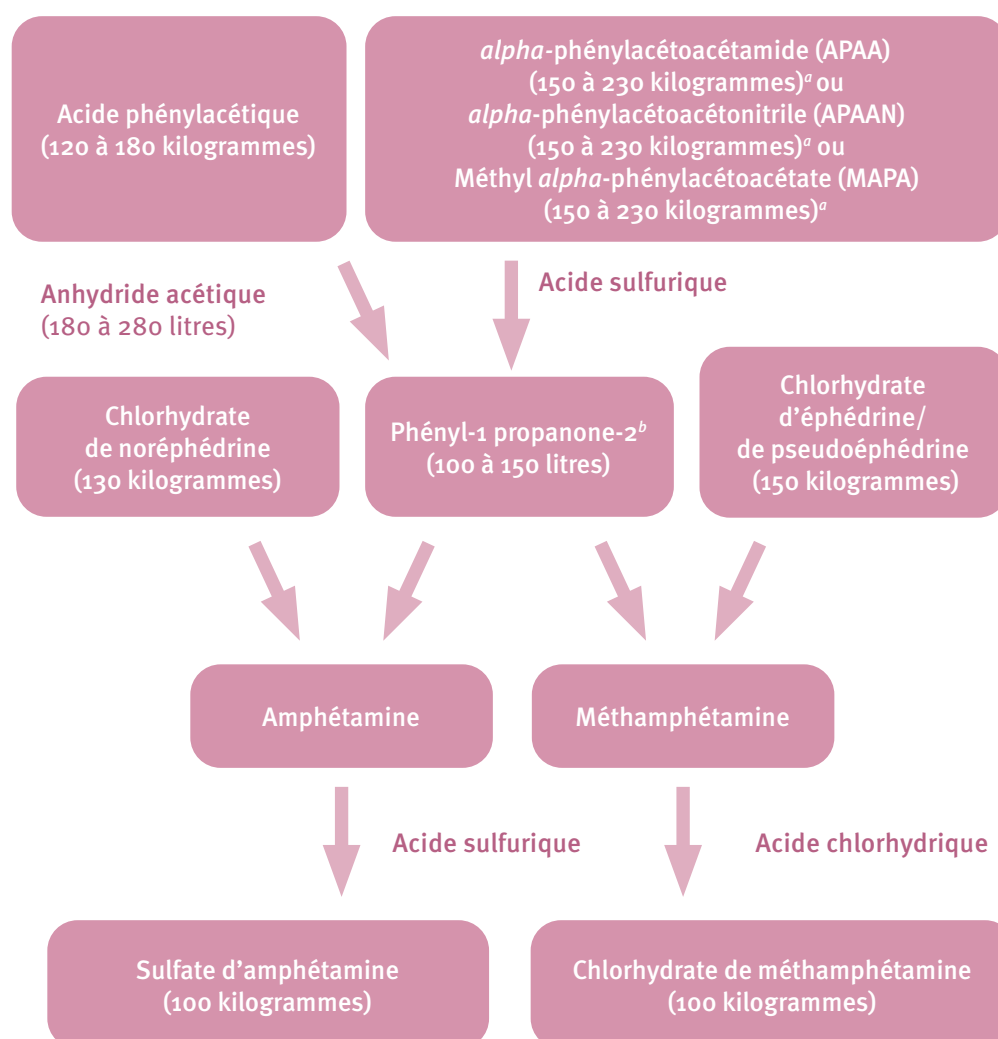 Acide phénylacétique
(120 à 180 kilogrammes)
alpha-phénylacétoacétamide (APAA)
(150 à 230 kilogrammes)ᵃ ou
alpha-phénylacétoacétonitrile (APAAN)
(150 à 230 kilogrammes)ᵃ ou
Méthyl alpha-phénylacétoacétate (MAPA)
(150 à 230 kilogrammes)ᵃ
Anhydride acétique
(180 à 280 litres)
Acide sulfurique
Chlorhydrate
de noréphédrine
(130 kilogrammes)
Phényl-1 propanone-2ᵇ
(100 à 150 litres)
Chlorhydrate
d’éphédrine/
de pseudoéphédrine
(150 kilogrammes)
Amphétamine
Méthamphétamine
Acide sulfurique
Acide chlorhydrique
Sulfate d’amphétamine
(100 kilogrammes)
Chlorhydrate de méthamphétamine
(100 kilogrammes)